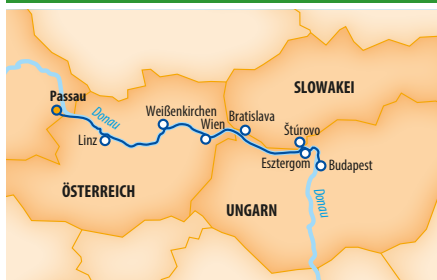 SLOWAKEI
Passau
Donau
Weißenkirchen
Bratislava
Wien
Štúrovo
Linz
Esztergom
Budapest
ÖSTERREICH
UNGARN
Donau